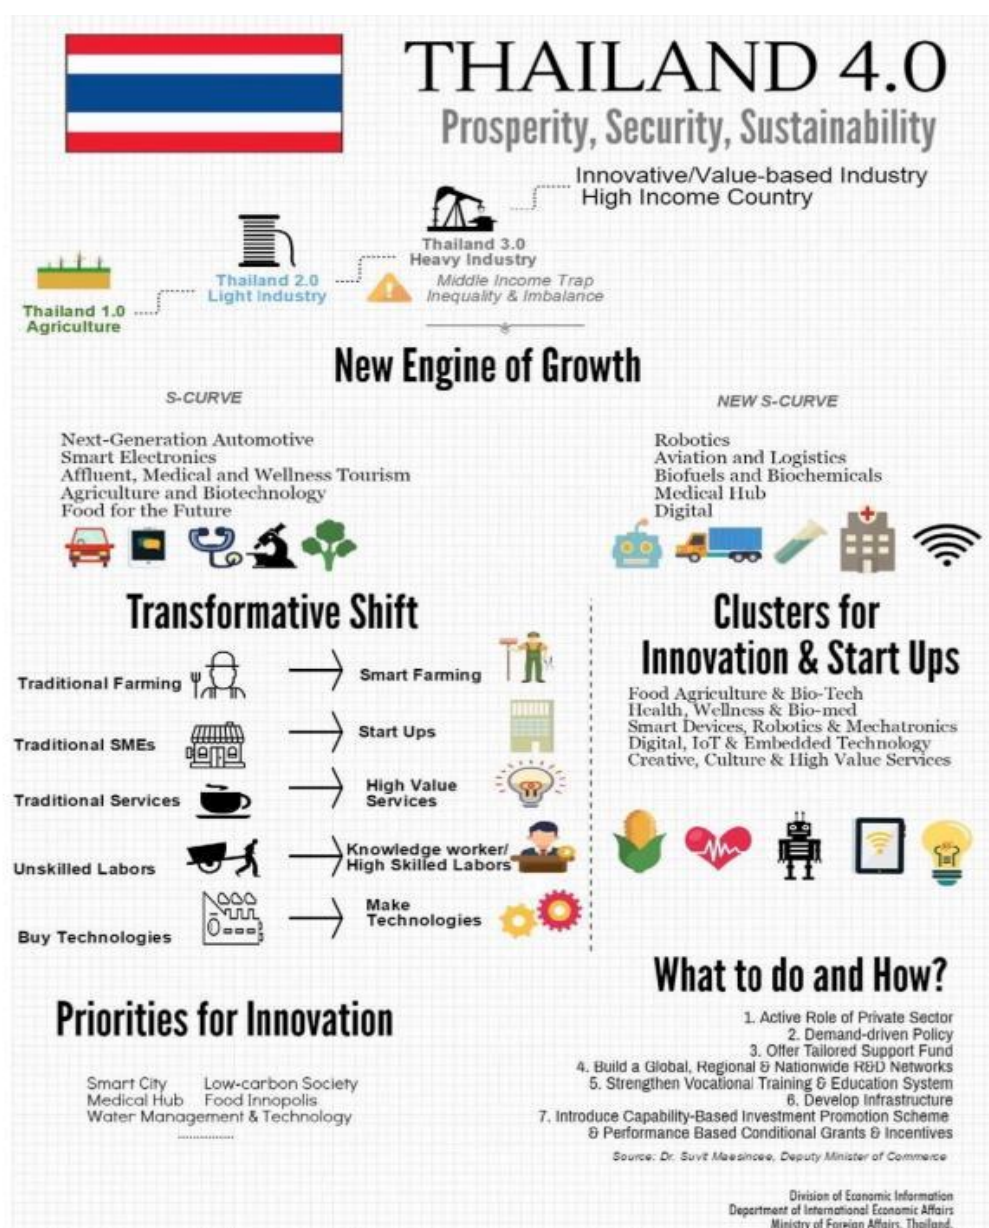 THAILAND 4.0
Prosperity, Security, Sustainability
Innovative/Value-based Industry
High Income Country
Thailand 3.0
Heavy Industry
Middle Income Trap
Inequality & Imbalance
Thailand 2.0
Light Industry
Thailand 1.0
Agriculture
New Engine of Growth
S-CURVE
Next-Generation Automotive
Smart Electronics
Affluent, Medical and Wellness Tourism
Agriculture and Biotechnology
Food for the Future
NEW S-CURVE
Robotics
Aviation and Logistics
Biofuels and Biochemicals
Medical Hub
Digital
Transformative Shift
Traditional Farming
Smart Farming
Traditional SMEs
Start Ups
Traditional Services
High Value
Services
Unskilled Labors
Knowledge worker/
High Skilled Labors
Buy Technologies
Make
Technologies
Clusters for
Innovation & Start Ups
Food Agriculture & Bio-Tech
Health, Wellness & Bio-med
Smart Devices, Robotics & Mechatronics
Digital, IoT & Embedded Technology
Creative, Culture & High Value Services
Priorities for Innovation
Smart City Low-carbon Society
Medical Hub Food Innopolis
Water Management & Technology
What to do and How?
1. Active Role of Private Sector
2. Demand-driven Policy
3. Offer Tailored Support Fund
4. Build a Global, Regional & Nationwide R&D Networks
5. Strengthen Vocational Training & Education System
6. Develop Infrastructure
7. Introduce Capability-Based Investment Promotion Scheme
& Performance Based Conditional Grants & Incentives
Source: Dr. Suvit Maesincee, Deputy Minister of Commerce
Division of Economic Information
Department of International Economic Affairs
Ministry of Foreign Affairs, Thailand.